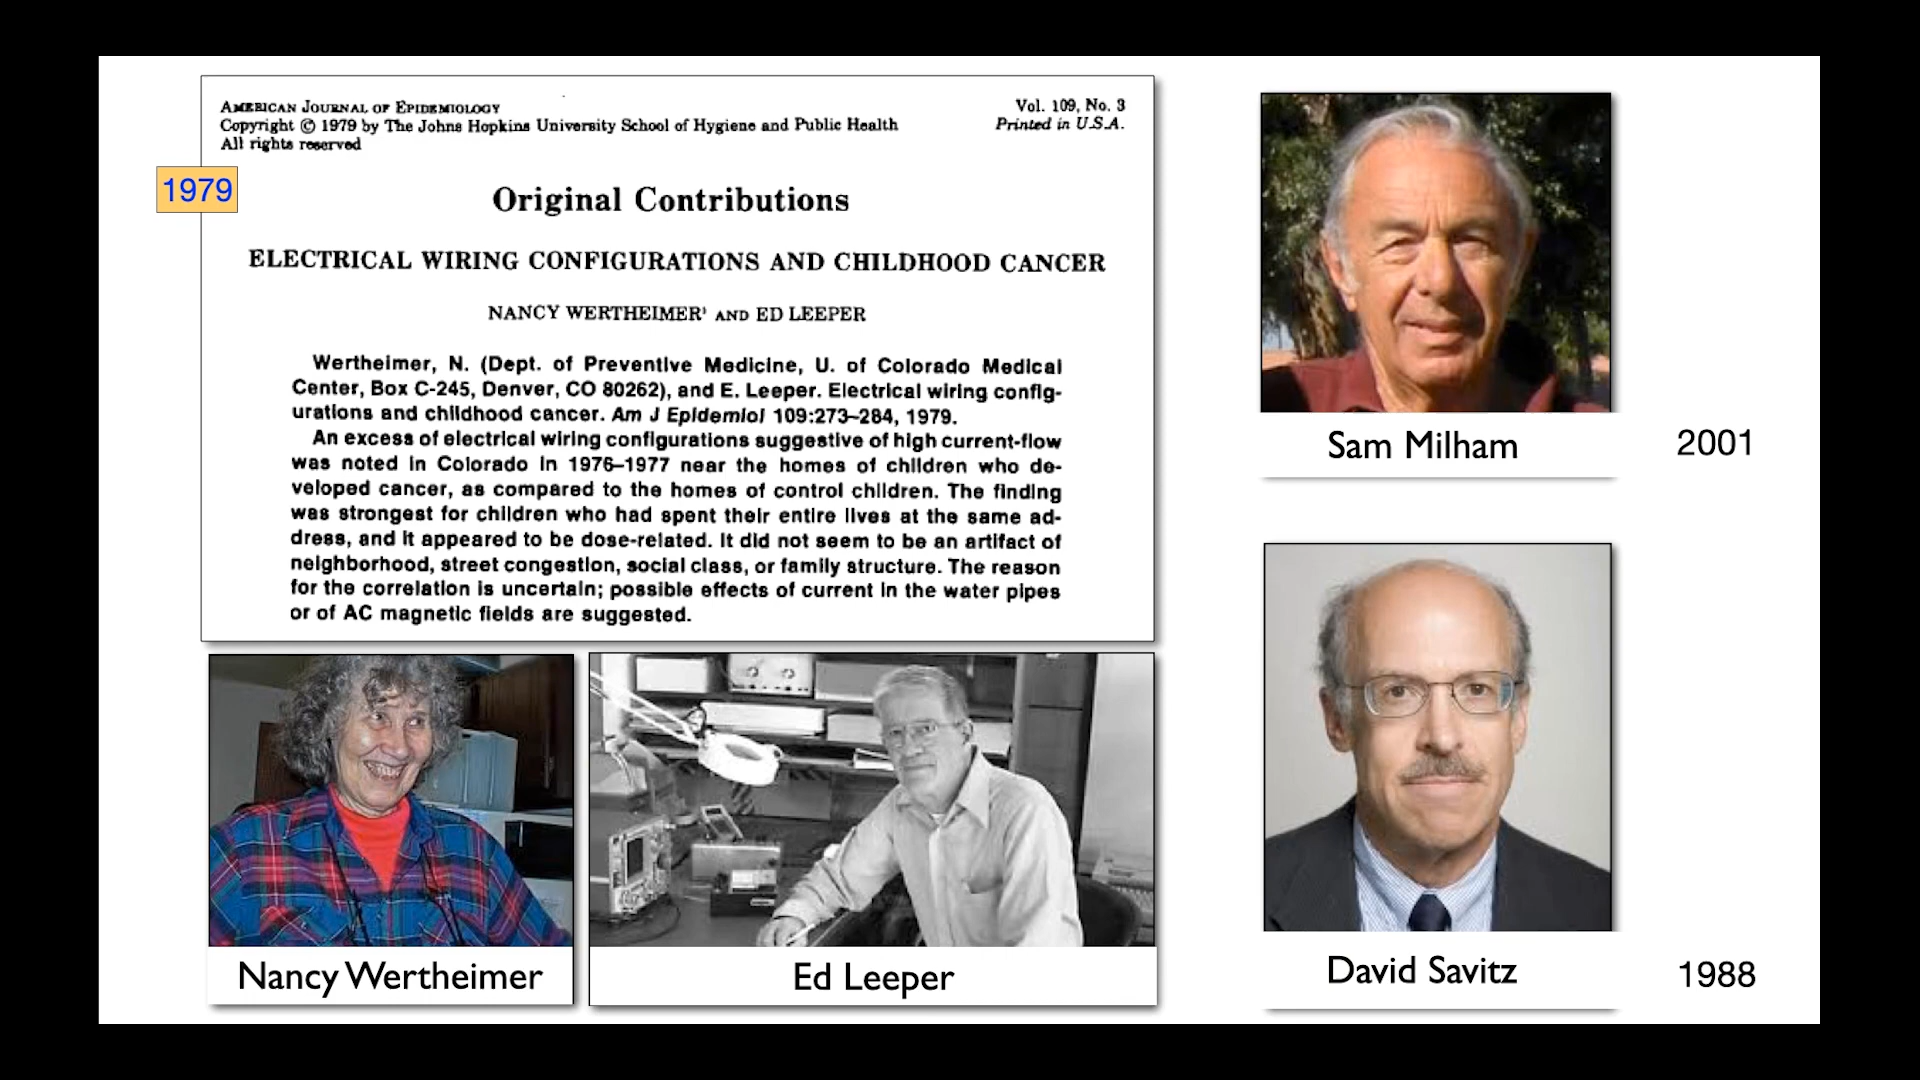 AMERICAN JOURNAL OF EPIDEMIOLOGY
Copyright © 1979 by The Johns Hopkins University School of Hygiene and Public Health
All rights reserved
Vol. 109, No. 3
Printed in U.S.A.
1979
Original Contributions
ELECTRICAL WIRING CONFIGURATIONS AND CHILDHOOD CANCER
NANCY WERTHEIMER¹ AND ED LEEPER
Wertheimer, N. (Dept. of Preventive Medicine, U. of Colorado Medical
Center, Box C-245, Denver, CO 80262), and E. Leeper. Electrical wiring config-
urations and childhood cancer. Am J Epidemiol 109:273–284, 1979.
An excess of electrical wiring configurations suggestive of high current-flow
was noted in Colorado in 1976–1977 near the homes of children who de-
veloped cancer, as compared to the homes of control children. The finding
was strongest for children who had spent their entire lives at the same ad-
dress, and it appeared to be dose-related. It did not seem to be an artifact of
neighborhood, street congestion, social class, or family structure. The reason
for the correlation is uncertain; possible effects of current in the water pipes
or of AC magnetic fields are suggested.
Nancy Wertheimer
Ed Leeper
Sam Milham
2001
David Savitz
1988